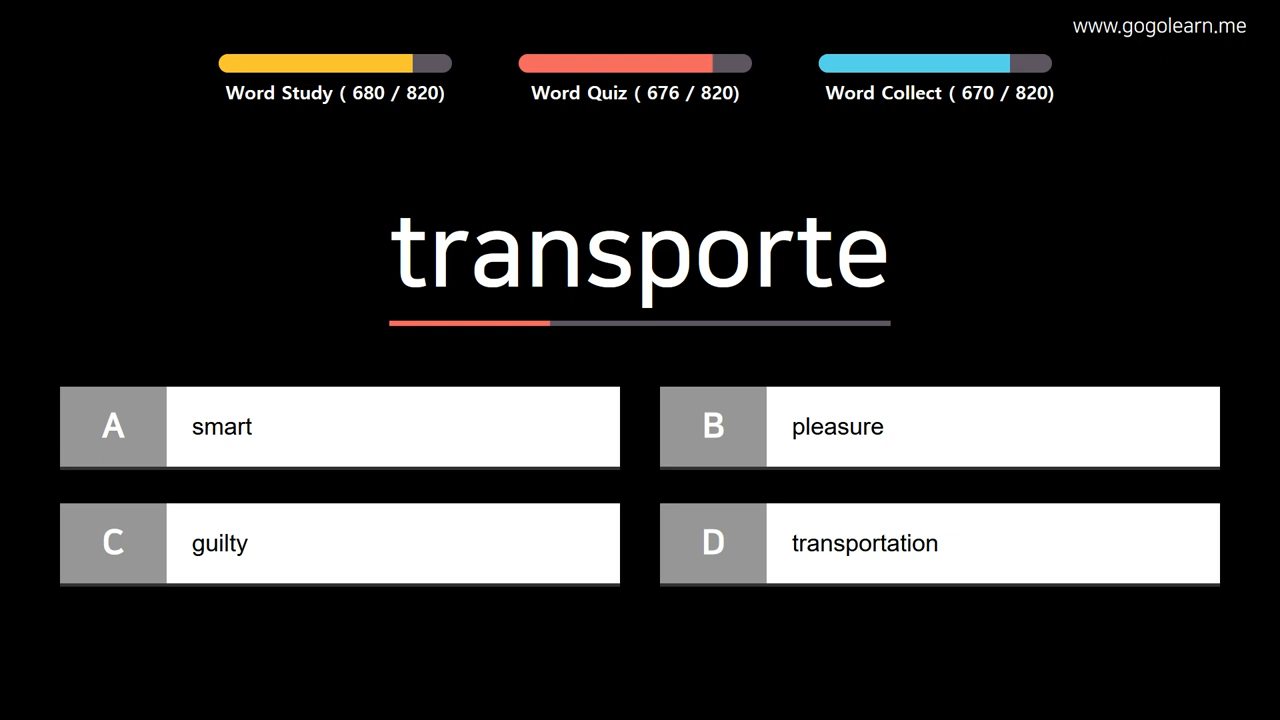 www.gogolearn.me
Word Study ( 680 / 820)
Word Quiz ( 676 / 820)
Word Collect ( 670 / 820)
transporte
A smart
B pleasure
C guilty
D transportation